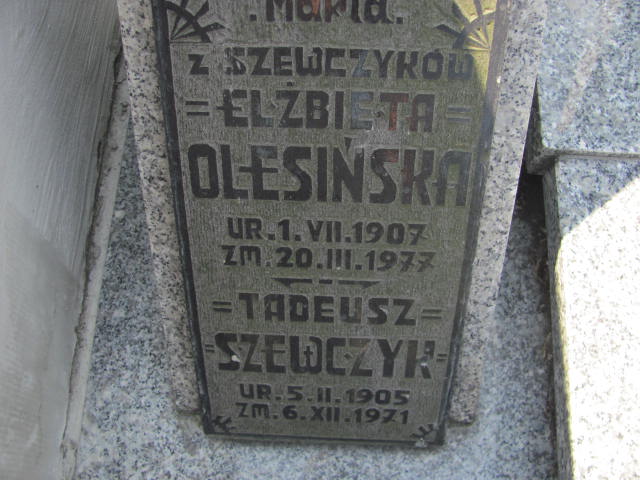 Z SZEWCZYKÓW
=ELŻBIETA=
OLESIŃSKA
UR.1.VII.1907
ZM.20.III.1977
=TADEUSZ=
=SZEWCZYK=
UR.5.II.1905
ZM.6.XII.1971